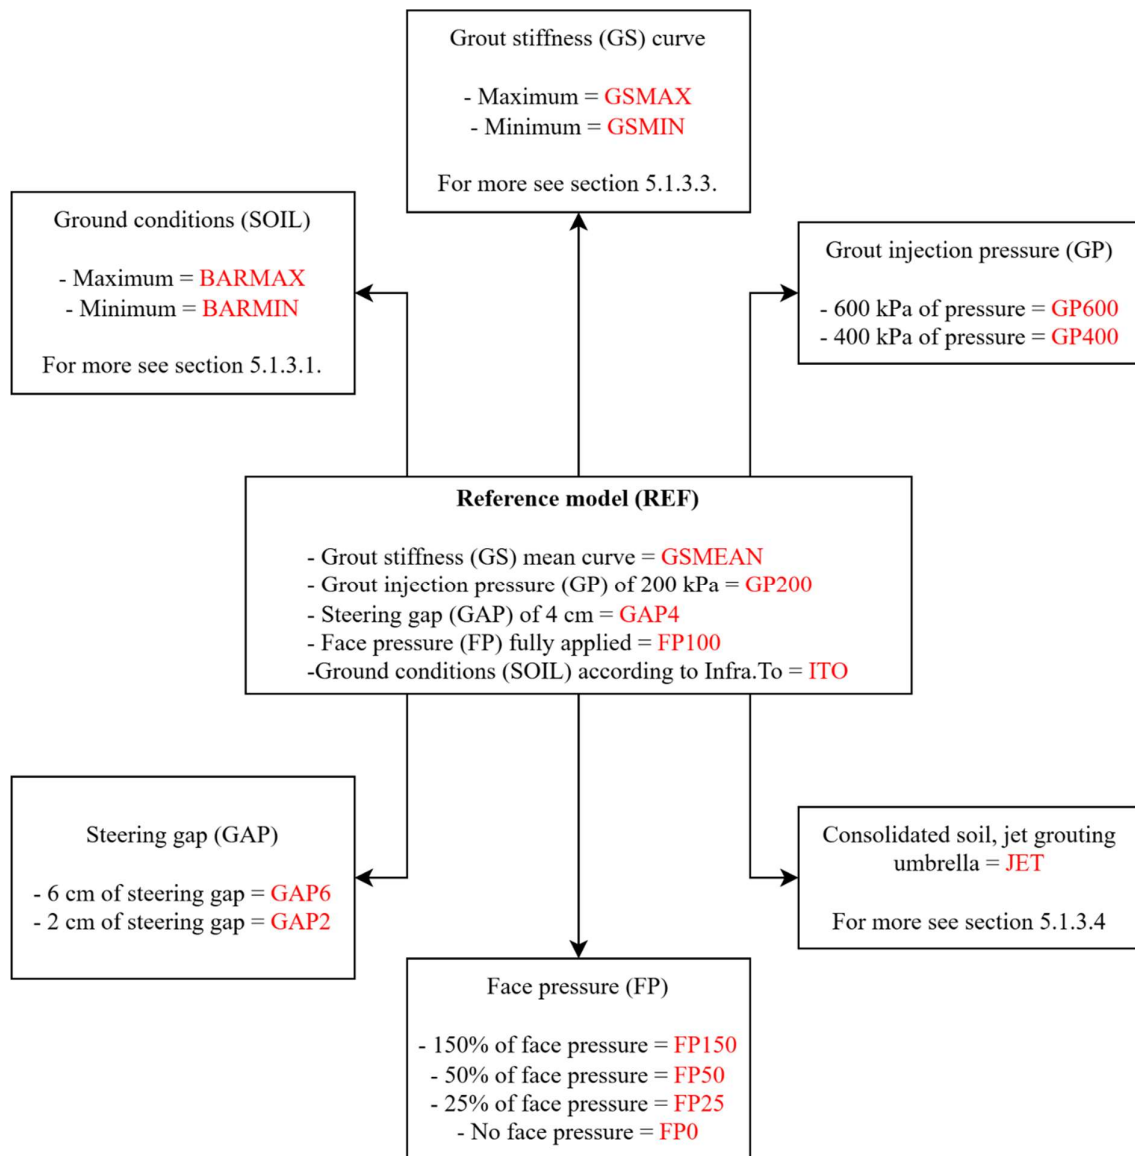 Grout stiffness (GS) curve
- Maximum = GSMAX
- Minimum = GSMIN
For more see section 5.1.3.3.
Ground conditions (SOIL)
- Maximum = BARMAX
- Minimum = BARMIN
For more see section 5.1.3.1.
Grout injection pressure (GP)
- 600 kPa of pressure = GP600
- 400 kPa of pressure = GP400
Reference model (REF)
- Grout stiffness (GS) mean curve = GSMEAN
- Grout injection pressure (GP) of 200 kPa = GP200
- Steering gap (GAP) of 4 cm = GAP4
- Face pressure (FP) fully applied = FP100
-Ground conditions (SOIL) according to Infra.To = ITO
Steering gap (GAP)
- 6 cm of steering gap = GAP6
- 2 cm of steering gap = GAP2
Consolidated soil, jet grouting
umbrella = JET
For more see section 5.1.3.4
Face pressure (FP)
- 150% of face pressure = FP150
- 50% of face pressure = FP50
- 25% of face pressure = FP25
- No face pressure = FP0